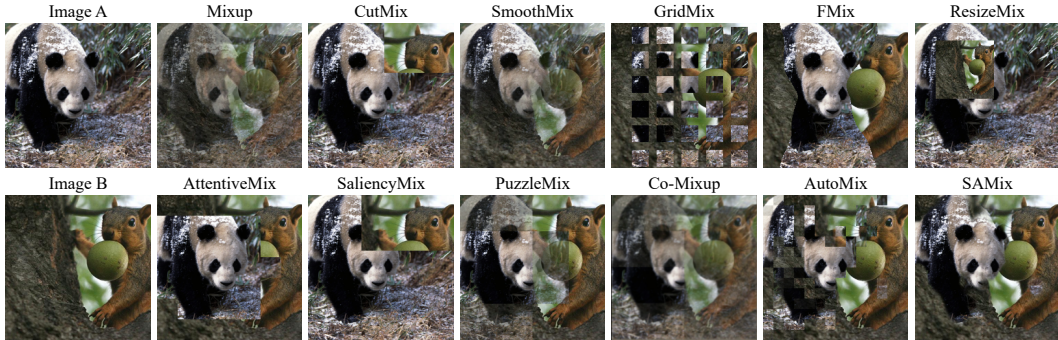 Image A Mixup CutMix SmoothMix GridMix FMix ResizeMix
Image B AttentiveMix SaliencyMix PuzzleMix Co-Mixup AutoMix SAMix